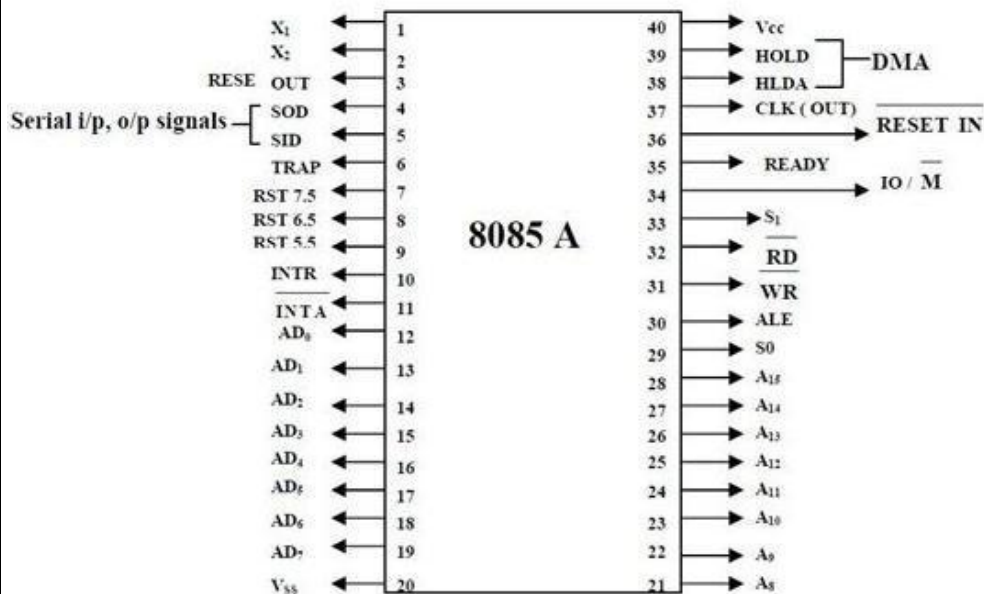 X₁ 1 40 Vcc
X₂ 2 39 HOLD
DMA
RESE OUT 3 38 HLDA
SOD 4 37 CLK ( OUT)
Serial i/p, o/p signals
SID 5 36 RESET IN
TRAP 6 35 READY
RST 7.5 7 34 IO / M
RST 6.5 8 33 S₁
8085 A
RST 5.5 9 32 RD
INTR 10 31 WR
INTA 11 30 ALE
AD₀ 12 29 S0
AD₁ 13 28 A₁₅
AD₂ 14 27 A₁₄
AD₃ 15 26 A₁₃
AD₄ 16 25 A₁₂
AD₅ 17 24 A₁₁
AD₆ 18 23 A₁₀
AD₇ 19 22 A₉
Vss 20 21 A₈